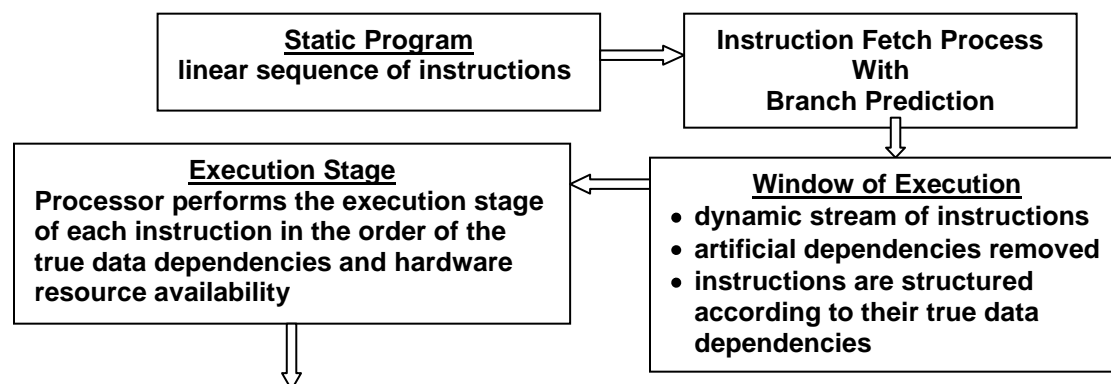 Static Program
linear sequence of instructions
Instruction Fetch Process
With
Branch Prediction
Window of Execution
• dynamic stream of instructions
• artificial dependencies removed
• instructions are structured
according to their true data
dependencies
Execution Stage
Processor performs the execution stage
of each instruction in the order of the
true data dependencies and hardware
resource availability